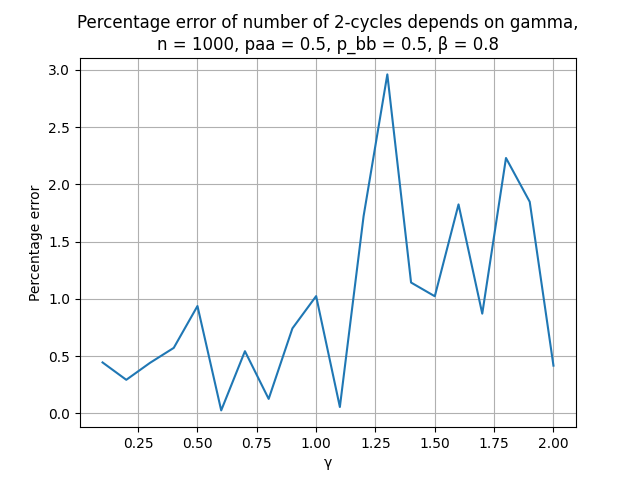 Percentage error of number of 2-cycles depends on gamma,
n = 1000, paa = 0.5, p_bb = 0.5, β = 0.8
3.0
2.5
2.0
1.5
1.0
0.5
0.0
Percentage error
0.25 0.50 0.75 1.00 1.25 1.50 1.75 2.00
γ